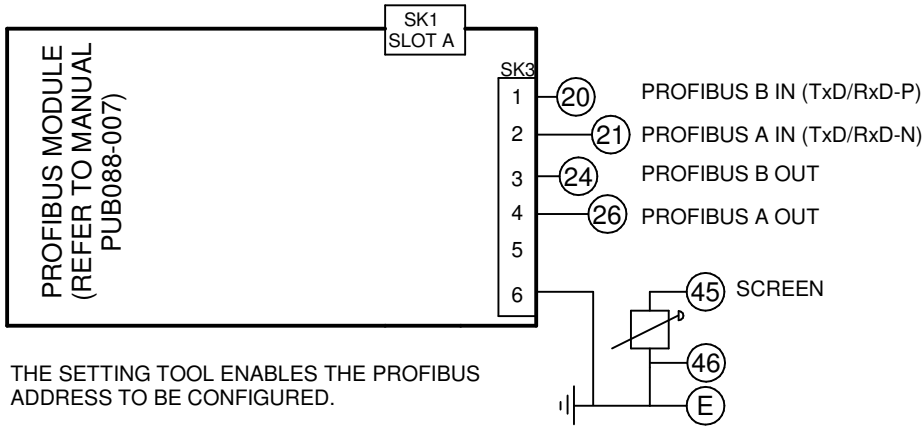 SK1
SLOT A
PROFIBUS MODULE
(REFER TO MANUAL
PUB088-007)
SK3
1
20
PROFIBUS B IN (TxD/RxD-P)
2
21
PROFIBUS A IN (TxD/RxD-N)
3
24
PROFIBUS B OUT
4
26
PROFIBUS A OUT
5
6
45
SCREEN
46
E
THE SETTING TOOL ENABLES THE PROFIBUS
ADDRESS TO BE CONFIGURED.